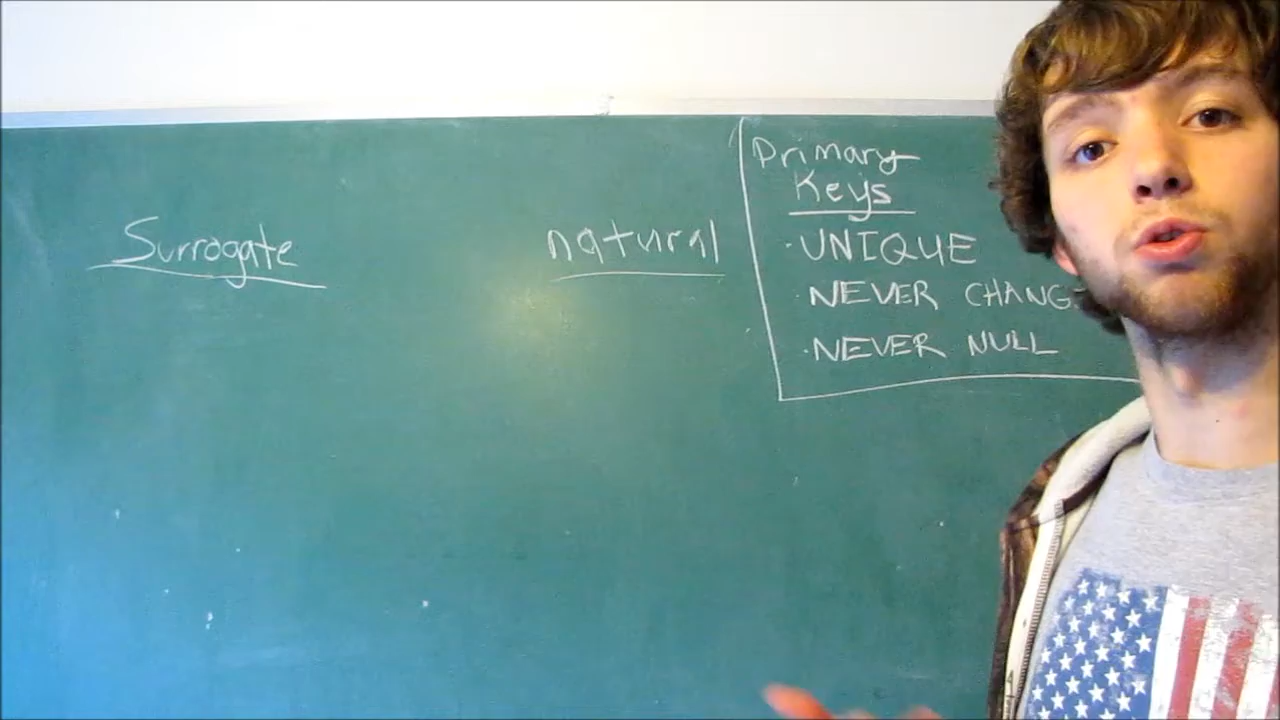 Surrogate
natural
Primary
Keys
· UNIQUE
· NEVER CHANG
· NEVER NULL